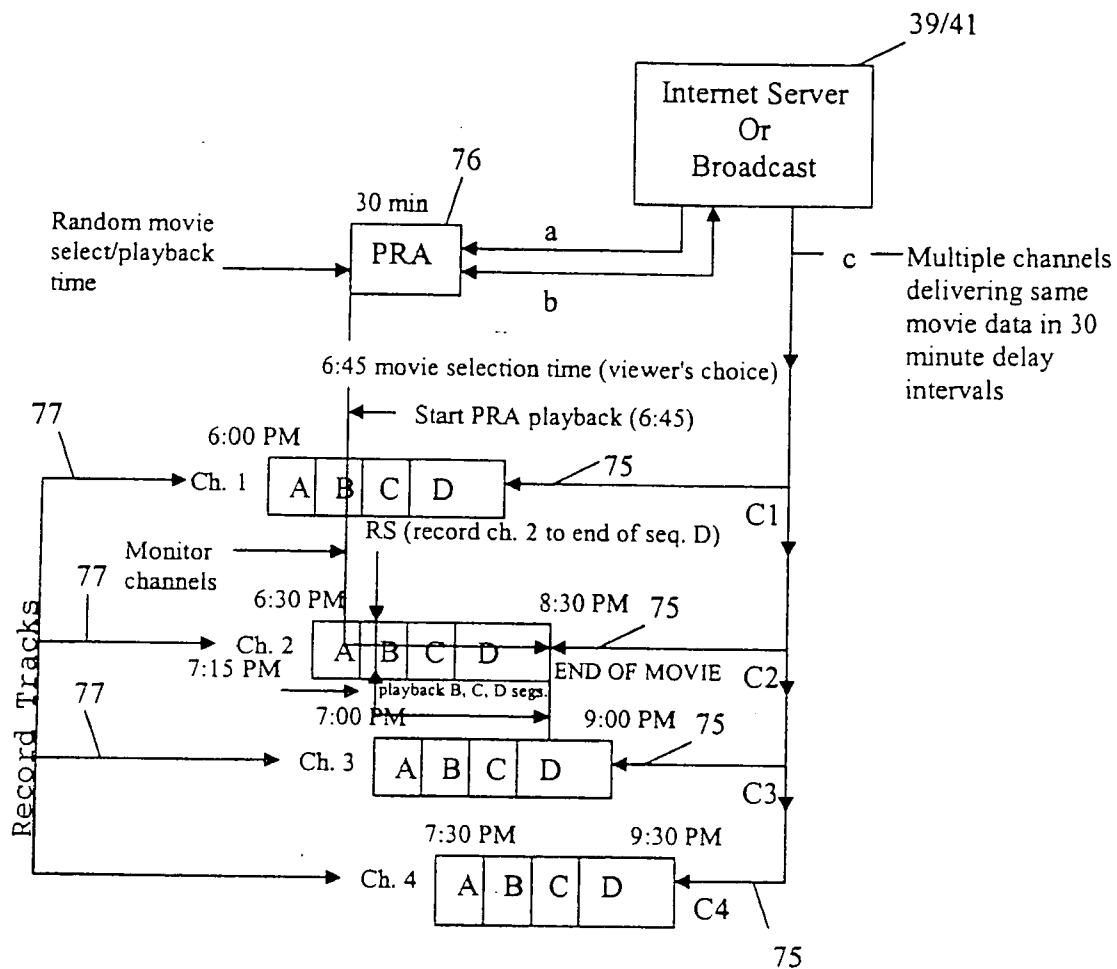 39/41
Internet Server
Or
Broadcast
76
30 min
PRA
Random movie
select/playback
time
a
b
c
Multiple channels
delivering same
movie data in 30
minute delay
intervals
6:45 movie selection time (viewer's choice)
Start PRA playback (6:45)
77
6:00 PM
Ch. 1
A B C D
75
C1
RS (record ch. 2 to end of seq. D)
Monitor
channels
77
6:30 PM
8:30 PM
75
Ch. 2
A B C D
END OF MOVIE
C2
7:15 PM
playback B, C, D segs.
7:00 PM
9:00 PM
77
75
Ch. 3
A B C D
C3
Record Tracks
7:30 PM
9:30 PM
Ch. 4
A B C D
C4
75